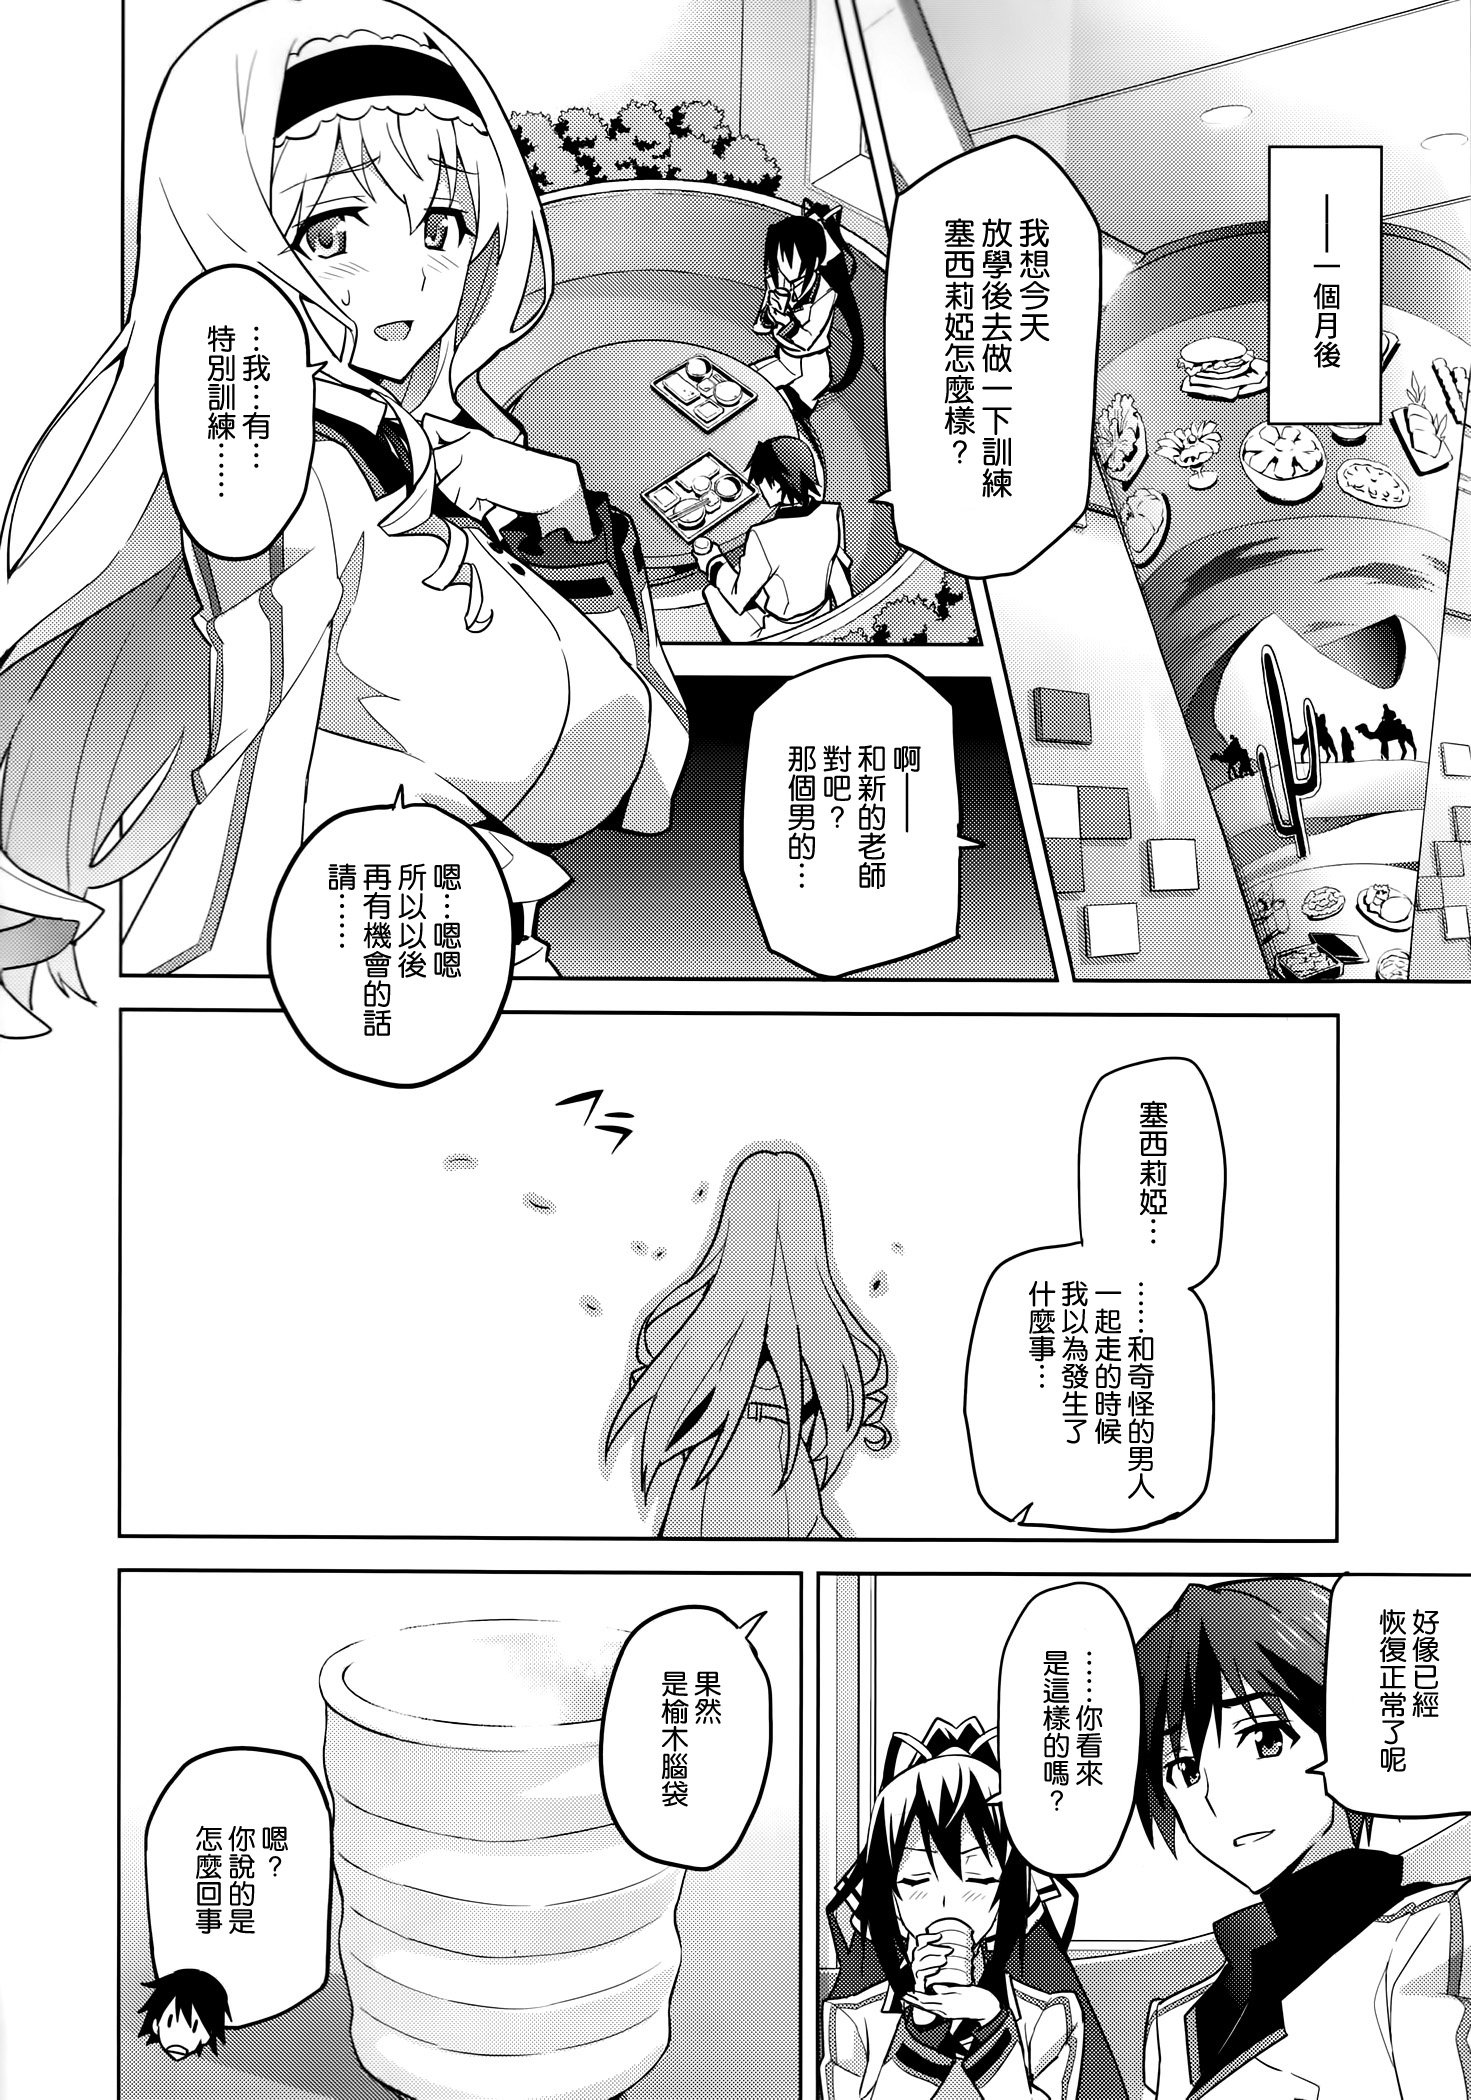 ——一個月後
我想今天
放學後去做一下訓練
塞西莉婭怎麼樣？
…我…有…
特別訓練……
啊——
和新的老師
對吧？
那個男的…
嗯…嗯嗯
所以以後
再有機會的話
請……
塞西莉婭…
……和奇怪的男人
一起走的時候
我以為發生了
什麼事…
好像已經
恢復正常了呢
……你看來
是這樣的嗎？
果然
是榆木腦袋
嗯？
你說的是
怎麼回事